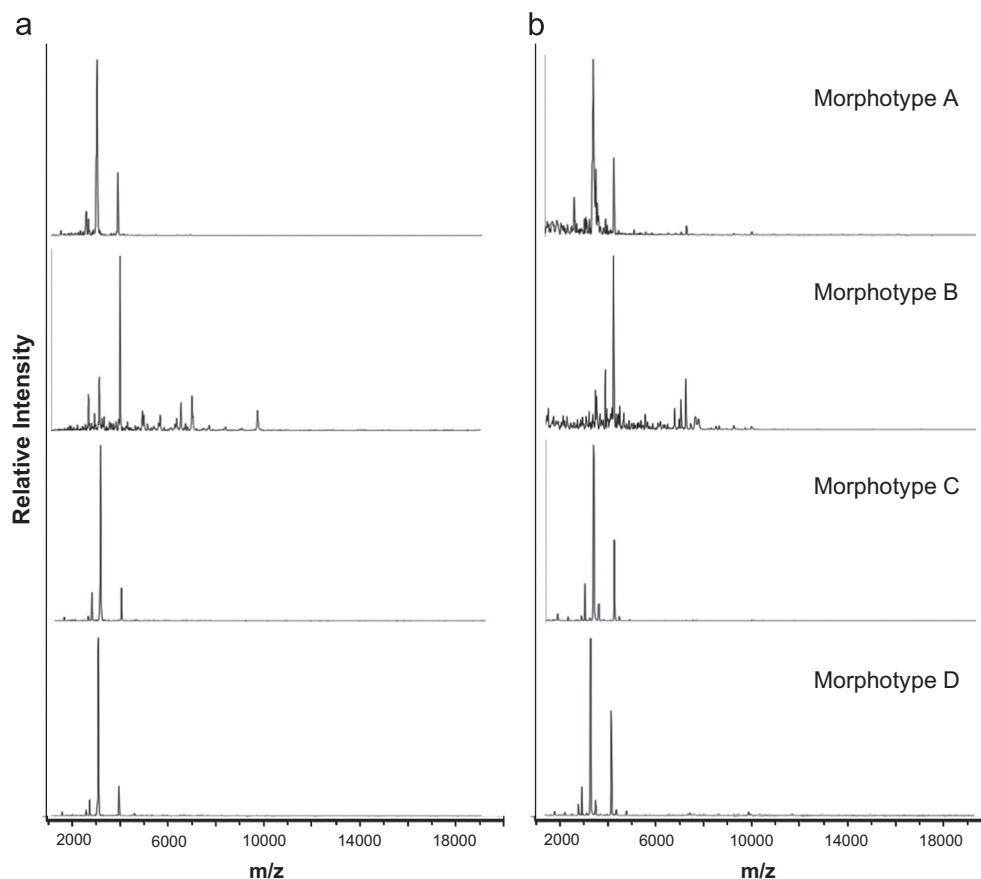 a
b
Morphotype A
Morphotype B
Morphotype C
Morphotype D
Relative Intensity
2000 6000 10000 14000 18000
2000 6000 10000 14000 18000
m/z
m/z